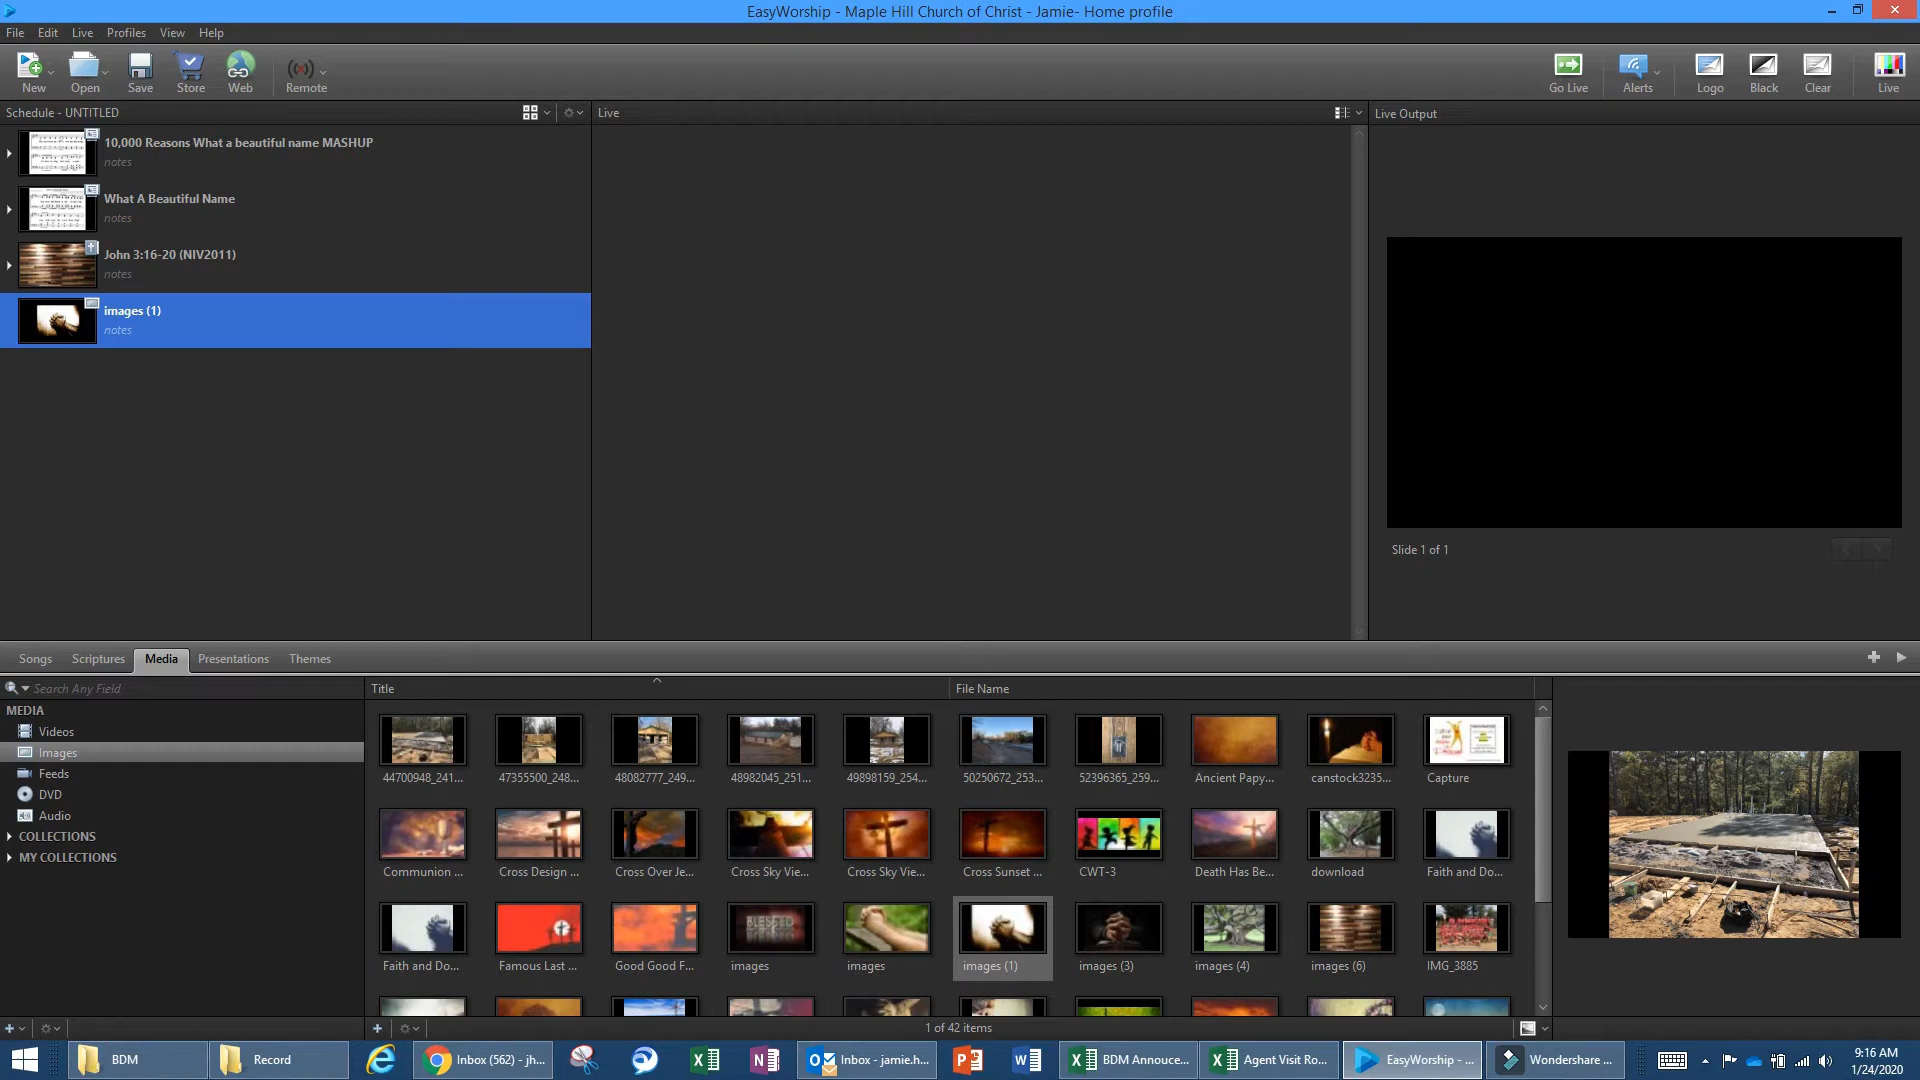 EasyWorship - Maple Hill Church of Christ - Jamie- Home profile
File Edit Live Profiles View Help
New Open Save Store Web Remote Go Live Alerts Logo Black Clear Live
Schedule - UNTITLED
Live
Live Output
10,000 Reasons What a beautiful name MASHUP
notes
What A Beautiful Name
notes
John 3:16-20 (NIV2011)
notes
images (1)
notes
Slide 1 of 1
Songs Scriptures Media Presentations Themes
Search Any Field
Title File Name
MEDIA
Videos
Images
Feeds
DVD
Audio
COLLECTIONS
MY COLLECTIONS
44700948_241... 47355500_248... 48082777_249... 48982045_251... 49898159_254... 50250672_253... 52396365_259... Ancient Papy... canstock3235... Capture
Communion ... Cross Design ... Cross Over Je... Cross Sky Vie... Cross Sky Vie... Cross Sunset ... CWT-3 Death Has Be... download Faith and Do...
BLESSED
Faith and Do... Famous Last ... Good Good F... images images images (1) images (3) images (4) images (6) IMG_3885
1 of 42 items
BDM Record Inbox (562) - jh... Inbox - jamie.h... BDM Annouce... Agent Visit Ro... EasyWorship - ... Wondershare ...
9:16 AM
1/24/2020